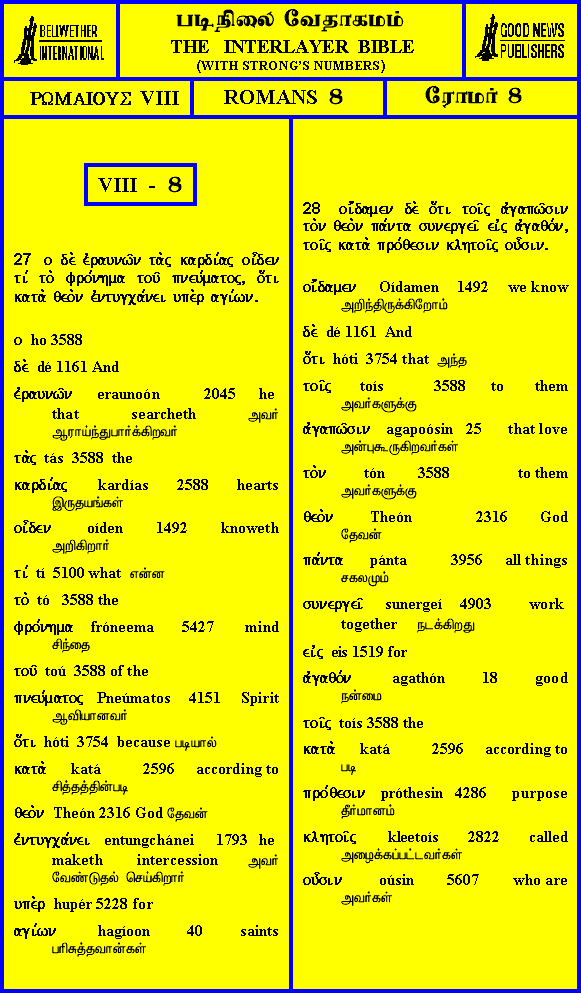 BELLWETHER
INTERNATIONAL
படிநிலை வேதாகமம்
THE INTERLAYER BIBLE
(WITH STRONG'S NUMBERS)
GOOD NEWS
PUBLISHERS
ΡΩΜΑΙΟΥΣ VIII
ROMANS 8
ரோமர் 8
VIII - 8
27 ο δὲ ἐραυνῶν τὰς καρδίας οἶδεν
τί τὸ φρόνημα τοῦ πνεύματος, ὅτι
κατὰ θεὸν ἐντυγχάνει υπὲρ αγίων.
ο ho 3588
δὲ dé 1161 And
ἐραυνῶν eraunoón 2045 he
that searcheth அவர்
ஆராய்ந்துபார்க்கிறவர்
τὰς tás 3588 the
καρδίας kardías 2588 hearts
இருதயங்கள்
οἶδεν oíden 1492 knoweth
அறிகிறார்
τί tí 5100 what என்ன
τὸ tó 3588 the
φρόνημα fróneema 5427 mind
சிந்தை
τοῦ toú 3588 of the
πνεύματος Pneúmatos 4151 Spirit
ஆவியானவர்
ὅτι hóti 3754 because படியால்
κατὰ katá 2596 according to
சித்தத்தின்படி
θεὸν Theón 2316 God தேவன்
ἐντυγχάνει entungchánei 1793 he
maketh intercession அவர்
வேண்டுதல் செய்கிறார்
υπὲρ hupér 5228 for
αγίων hagíoon 40 saints
பரிசுத்தவான்கள்
28 οἴδαμεν δὲ ὅτι τοῖς ἀγαπῶσιν
τὸν θεὸν πάντα συνεργεῖ εἰς ἀγαθόν,
τοῖς κατὰ πρόθεσιν κλητοῖς οὖσιν.
οἴδαμεν Oídamen 1492 we know
அறிந்திருக்கிறோம்
δὲ dé 1161 And
ὅτι hóti 3754 that அந்த
τοῖς toís 3588 to them
அவர்களுக்கு
ἀγαπῶσιν agapoósin 25 that love
அன்புகூருகிறவர்கள்
τὸν tón 3588 to them
அவர்களுக்கு
θεὸν Theón 2316 God
தேவன்
πάντα pánta 3956 all things
சகலமும்
συνεργεῖ sunergeí 4903 work
together நடக்கிறது
εἰς eis 1519 for
ἀγαθόν agathón 18 good
நன்மை
τοῖς toís 3588 the
κατὰ katá 2596 according to
படி
πρόθεσιν próthesin 4286 purpose
தீர்மானம்
κλητοῖς kleetoís 2822 called
அழைக்கப்பட்டவர்கள்
οὖσιν oúsin 5607 who are
அவர்கள்